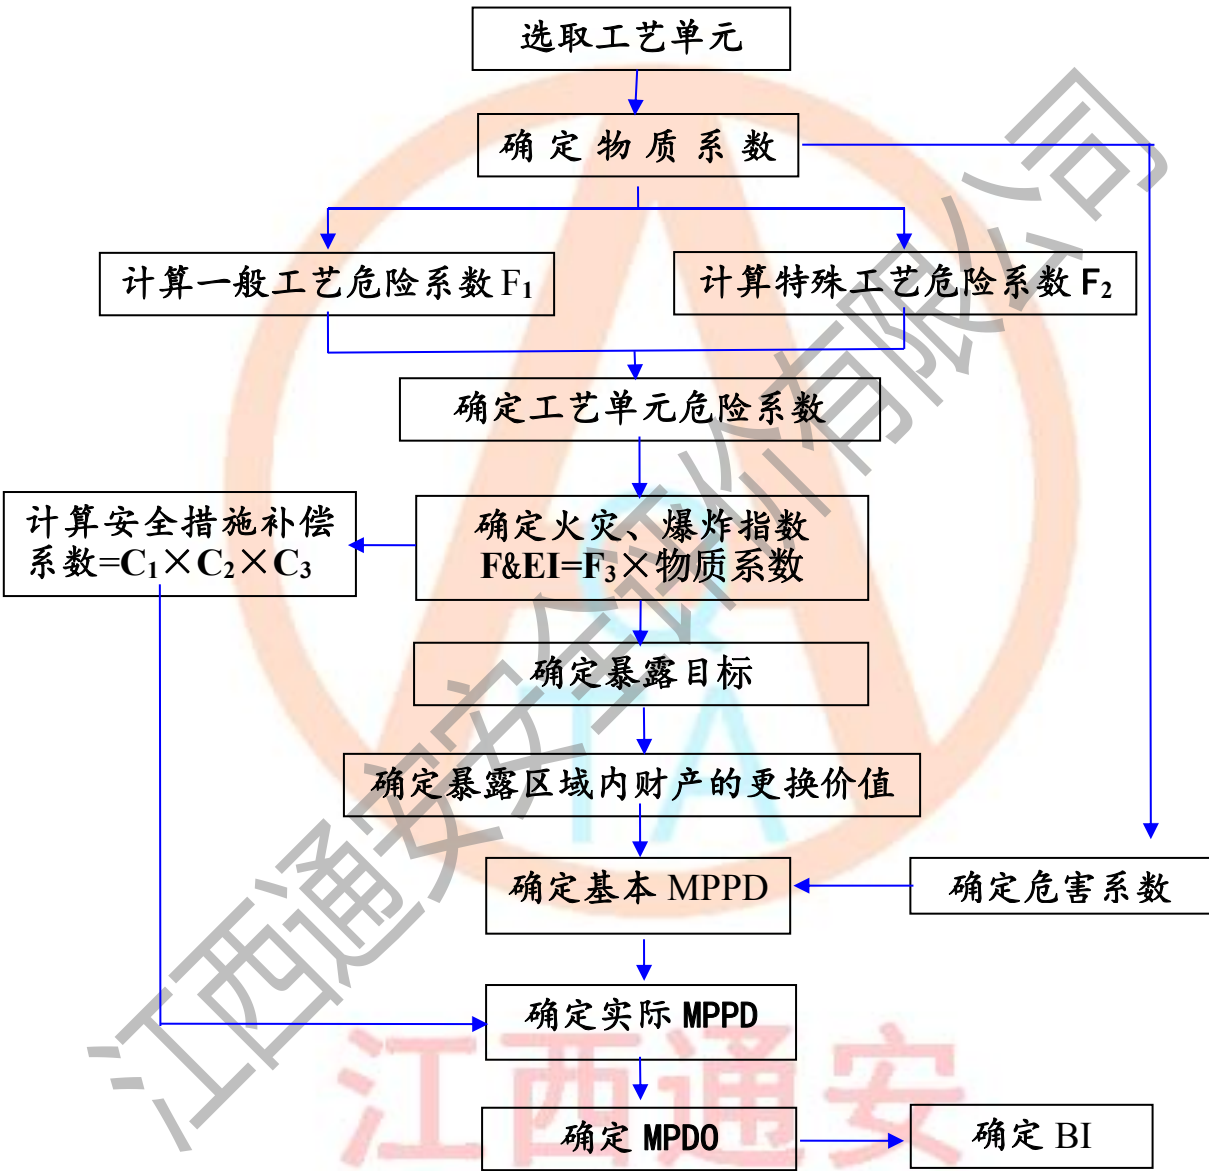 选取工艺单元
确定物质系数
计算一般工艺危险系数 F₁
计算特殊工艺危险系数 F₂
确定工艺单元危险系数
计算安全措施补偿
系数=C₁×C₂×C₃
确定火灾、爆炸指数
F&EI=F₃×物质系数
确定暴露目标
确定暴露区域内财产的更换价值
确定基本 MPPD
确定危害系数
确定实际 MPPD
确定 MPDO
确定 BI
江西通安安全评价有限公司
QTA
江西通安